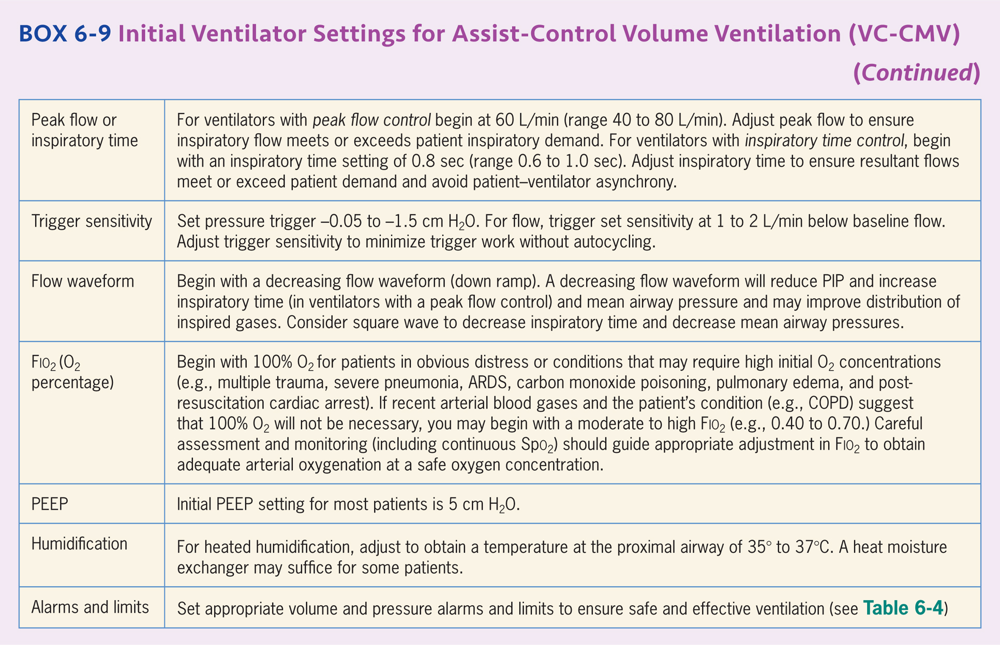 BOX 6-9 Initial Ventilator Settings for Assist-Control Volume Ventilation (VC-CMV)
(Continued)
Peak flow or
inspiratory time
For ventilators with peak flow control begin at 60 L/min (range 40 to 80 L/min). Adjust peak flow to ensure
inspiratory flow meets or exceeds patient inspiratory demand. For ventilators with inspiratory time control, begin
with an inspiratory time setting of 0.8 sec (range 0.6 to 1.0 sec). Adjust inspiratory time to ensure resultant flows
meet or exceed patient demand and avoid patient–ventilator asynchrony.
Trigger sensitivity
Set pressure trigger –0.05 to –1.5 cm H₂O. For flow, trigger set sensitivity at 1 to 2 L/min below baseline flow.
Adjust trigger sensitivity to minimize trigger work without autocycling.
Flow waveform
Begin with a decreasing flow waveform (down ramp). A decreasing flow waveform will reduce PIP and increase
inspiratory time (in ventilators with a peak flow control) and mean airway pressure and may improve distribution of
inspired gases. Consider square wave to decrease inspiratory time and decrease mean airway pressures.
FIO₂ (O₂
percentage)
Begin with 100% O₂ for patients in obvious distress or conditions that may require high initial O₂ concentrations
(e.g., multiple trauma, severe pneumonia, ARDS, carbon monoxide poisoning, pulmonary edema, and post-
resuscitation cardiac arrest). If recent arterial blood gases and the patient's condition (e.g., COPD) suggest
that 100% O₂ will not be necessary, you may begin with a moderate to high FIO₂ (e.g., 0.40 to 0.70.) Careful
assessment and monitoring (including continuous SpO₂) should guide appropriate adjustment in FIO₂ to obtain
adequate arterial oxygenation at a safe oxygen concentration.
PEEP
Initial PEEP setting for most patients is 5 cm H₂O.
Humidification
For heated humidification, adjust to obtain a temperature at the proximal airway of 35° to 37°C. A heat moisture
exchanger may suffice for some patients.
Alarms and limits
Set appropriate volume and pressure alarms and limits to ensure safe and effective ventilation (see Table 6-4)